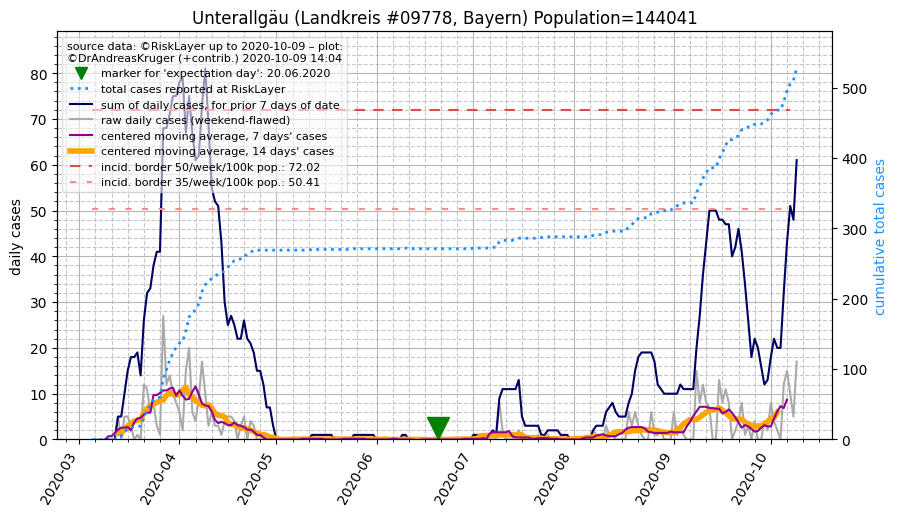 Unterallgäu (Landkreis #09778, Bayern) Population=144041
source data: ©RiskLayer up to 2020-10-09 – plot:
©DrAndreasKruger (+contrib.) 2020-10-09 14:04
marker for 'expectation day': 20.06.2020
total cases reported at RiskLayer
sum of daily cases, for prior 7 days of date
raw daily cases (weekend-flawed)
centered moving average, 7 days' cases
centered moving average, 14 days' cases
incid. border 50/week/100k pop.: 72.02
incid. border 35/week/100k pop.: 50.41
daily cases
80
70
60
50
40
30
20
10
0
cumulative total cases
500
400
300
200
100
0
2020-03
2020-04
2020-05
2020-06
2020-07
2020-08
2020-09
2020-10